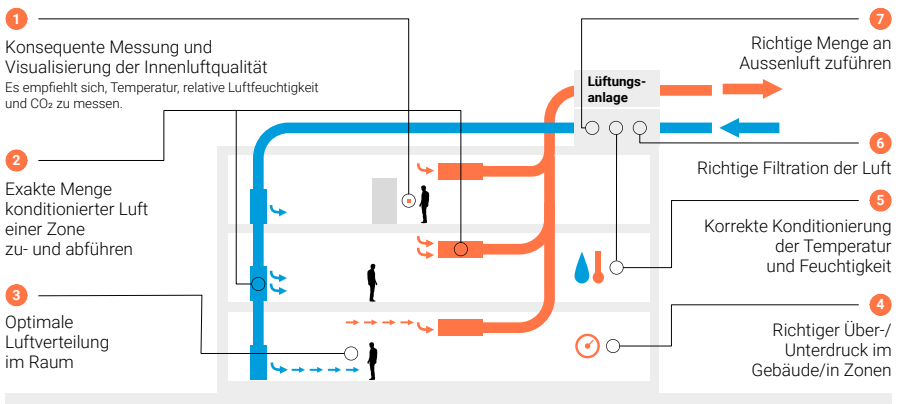 1
Konsequente Messung und
Visualisierung der Innenluftqualität
Es empfiehlt sich, Temperatur, relative Luftfeuchtigkeit
und CO₂ zu messen.
2
Exakte Menge
konditionierter Luft
einer Zone
zu- und abführen
3
Optimale
Luftverteilung
im Raum
Lüftungs-
anlage
7
Richtige Menge an
Aussenluft zuführen
6
Richtige Filtration der Luft
5
Korrekte Konditionierung
der Temperatur
und Feuchtigkeit
4
Richtiger Über-/
Unterdruck im
Gebäude/in Zonen